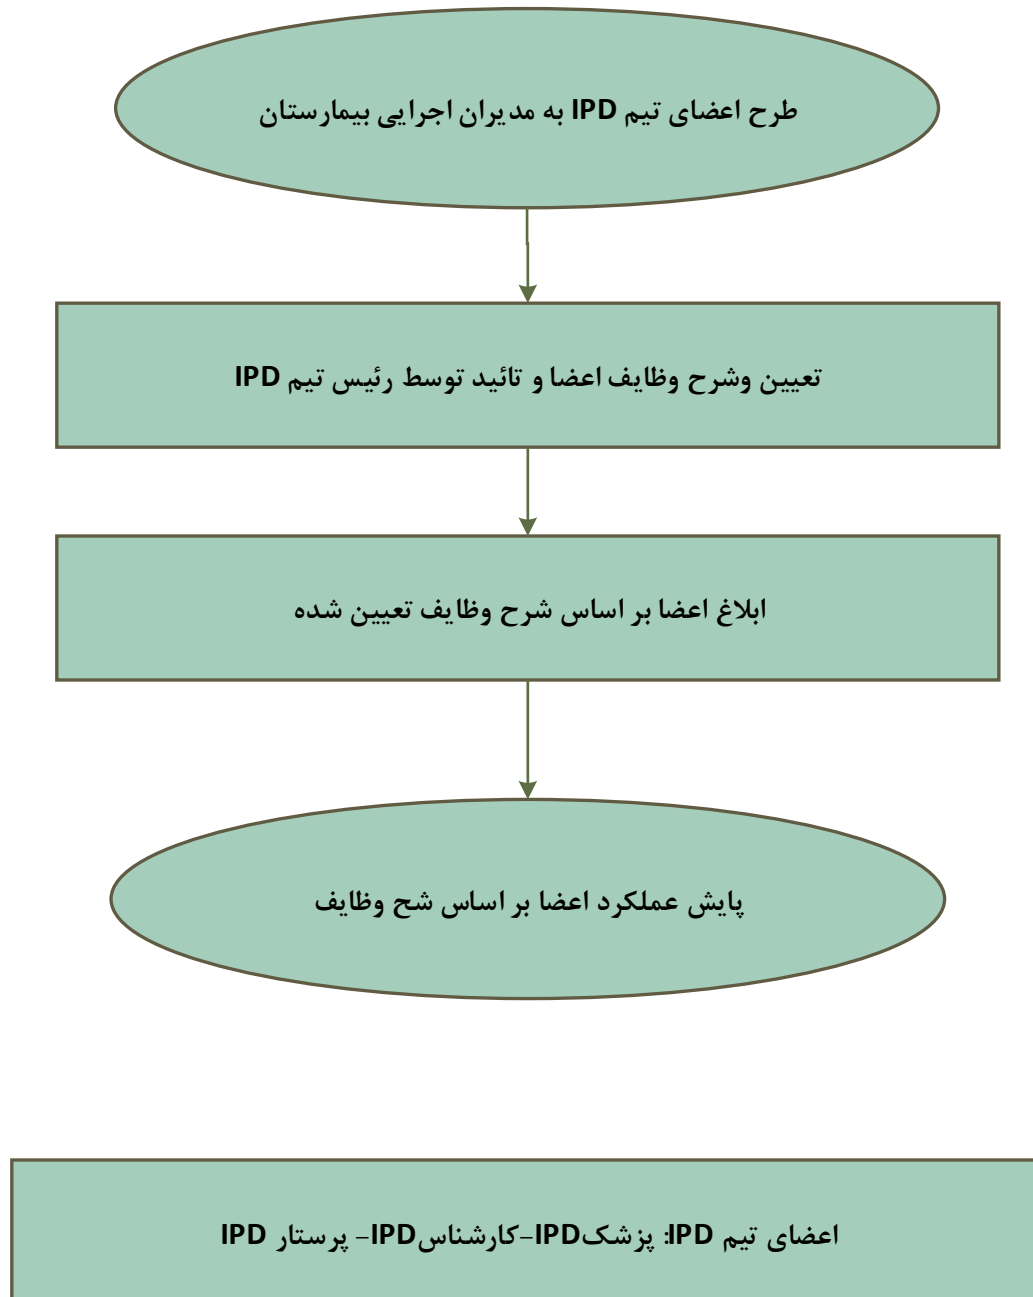 طرح اعضای تیم IPD به مدیران اجرایی بیمارستان
تعیین وشرح وظایف اعضا و تائید توسط رئیس تیم IPD
ابلاغ اعضا بر اساس شرح وظایف تعیین شده
پایش عملکرد اعضا بر اساس شح وظایف
اعضای تیم IPD: پزشکIPD-کارشناسIPD- پرستار IPD